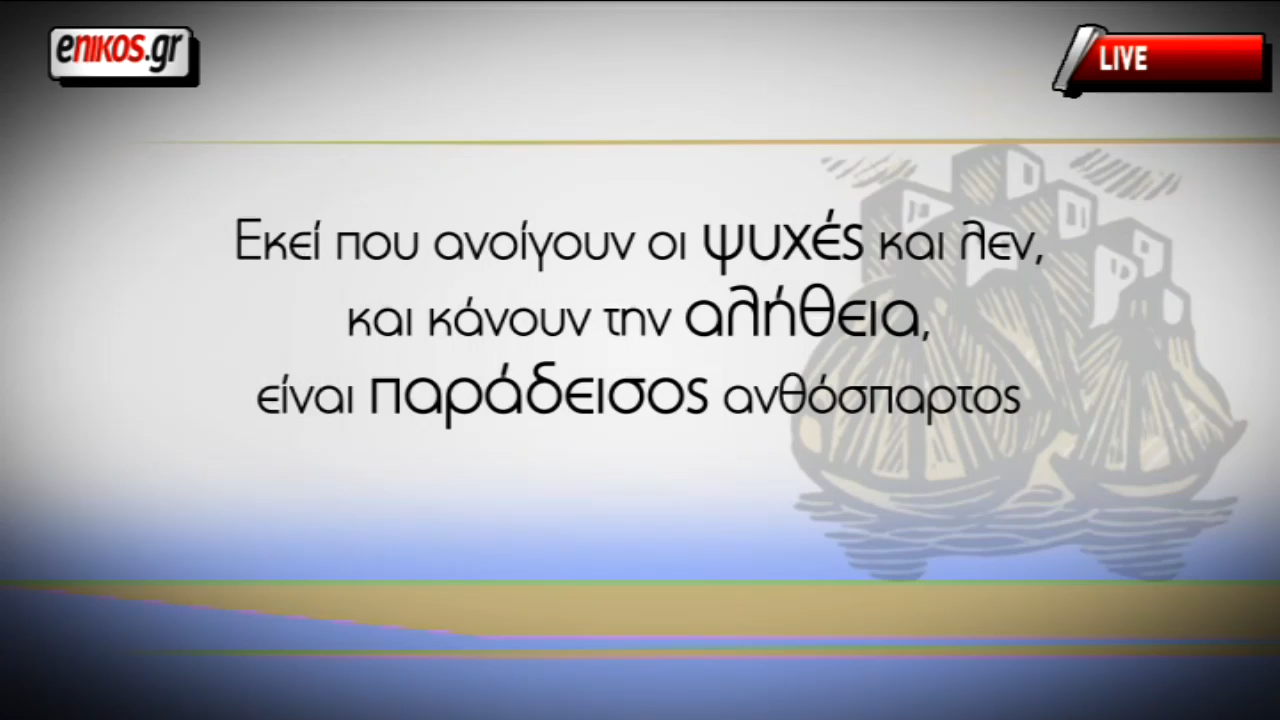 enikos.gr
LIVE
Εκεί που ανοίγουν οι ψυχές και λεν,
και κάνουν την αλήθεια,
είναι παράδεισος ανθόσπαρτος